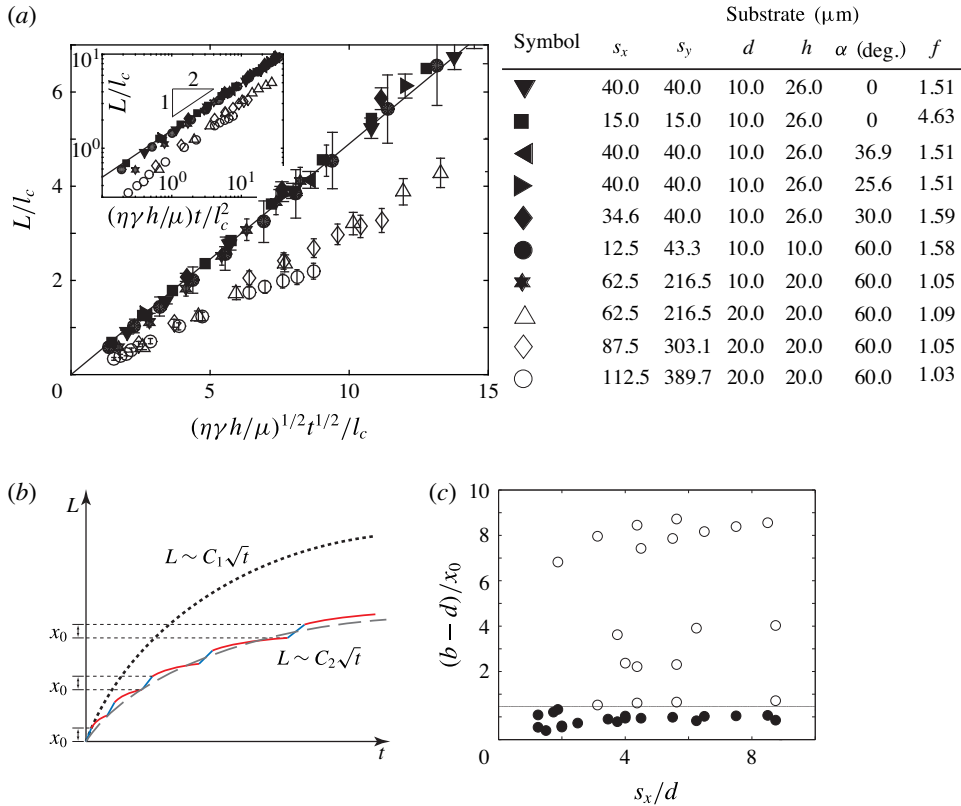 (a)
L/l_c
6
4
2
0
5
10
15
(ηγh/μ)^{1/2}t^{1/2}/l_c
10^1
L/l_c
10^0
2
1
10^0
10^1
(ηγh/μ)t/l_c^2
Substrate (μm)
Symbol s_x s_y d h α (deg.) f
▼ 40.0 40.0 10.0 26.0 0 1.51
■ 15.0 15.0 10.0 26.0 0 4.63
◀ 40.0 40.0 10.0 26.0 36.9 1.51
▶ 40.0 40.0 10.0 26.0 25.6 1.51
◆ 34.6 40.0 10.0 26.0 30.0 1.59
● 12.5 43.3 10.0 10.0 60.0 1.58
✶ 62.5 216.5 10.0 20.0 60.0 1.05
△ 62.5 216.5 20.0 20.0 60.0 1.09
◇ 87.5 303.1 20.0 20.0 60.0 1.05
○ 112.5 389.7 20.0 20.0 60.0 1.03
(b)
L
L ~ C_1√t
x_0
L ~ C_2√t
x_0
x_0
t
(c)
10
8
6
4
2
0
4
8
(b – d)/x_0
s_x/d